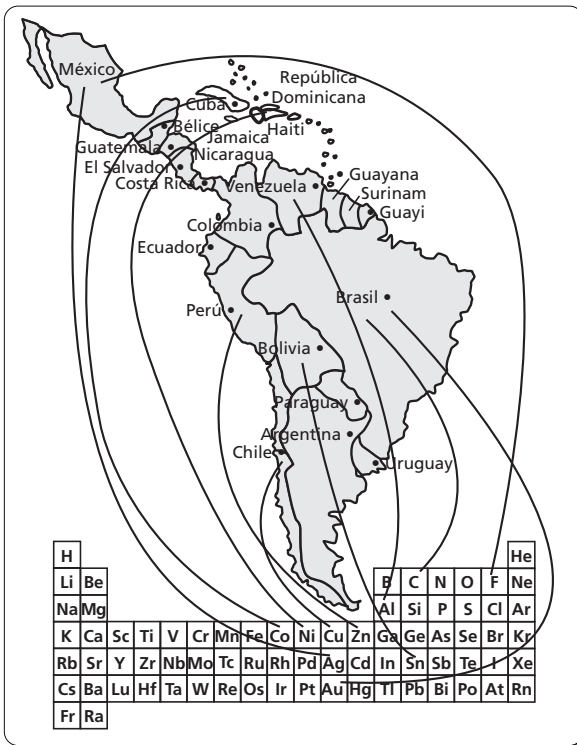 México
República
Dominicana
Cuba
Bélice
Haiti
Jamaica
Guatemala
Nicaragua
El Salvador
Costa Rica
Venezuela
Guayana
Surinam
Guayi
Colombia
Ecuador
Brasil
Perú
Bolivia
Paraguay
Argentina
Chile
Uruguay
H He
Li Be B C N O F Ne
Na Mg Al Si P S Cl Ar
K Ca Sc Ti V Cr Mn Fe Co Ni Cu Zn Ga Ge As Se Br Kr
Rb Sr Y Zr Nb Mo Tc Ru Rh Pd Ag Cd In Sn Sb Te I Xe
Cs Ba Lu Hf Ta W Re Os Ir Pt Au Hg Tl Pb Bi Po At Rn
Fr Ra